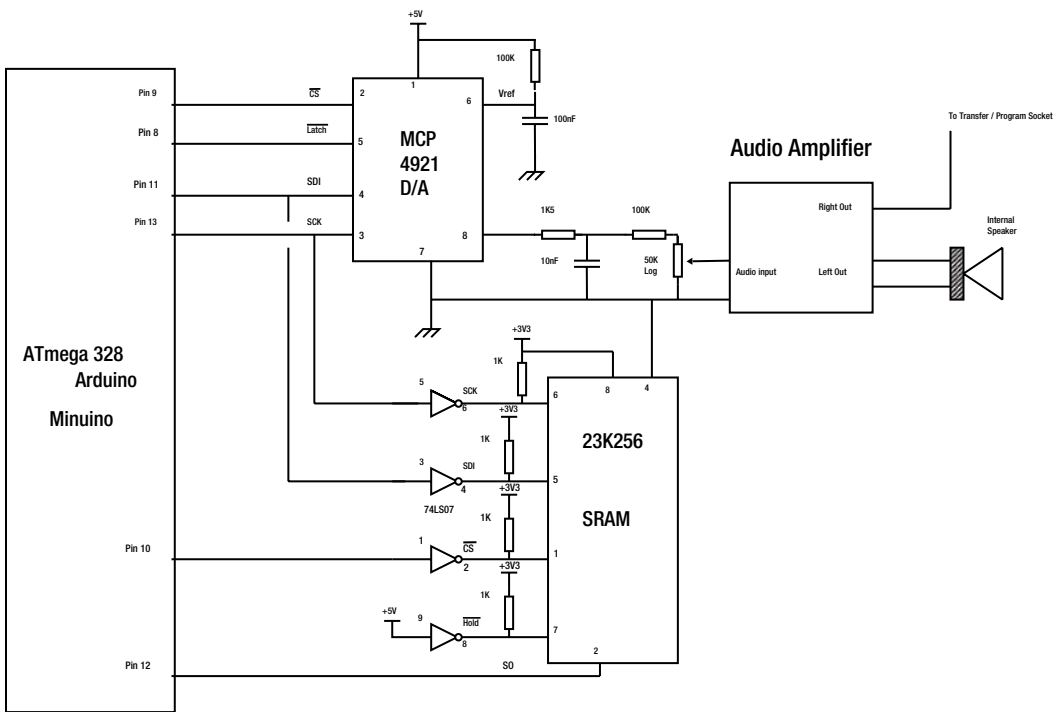 +5V
100K
1
Pin 9
CS
2
6
Vref
100nF
To Transfer / Program Socket
Pin 8
Latch
5
MCP
4921
D/A
Audio Amplifier
Pin 11
SDI
4
1K5
100K
Right Out
Pin 13
SCK
3
8
Internal
Speaker
7
10nF
50K
Log
Audio input
Left Out
+3V3
1K
ATmega 328
Arduino
Minuino
8
4
5
SCK
6
6
+3V3
23K256
1K
3
SDI
4
5
74LS07
+3V3
SRAM
1K
Pin 10
1
CS
2
1
+3V3
1K
+5V
9
Hold
8
7
2
Pin 12
SO